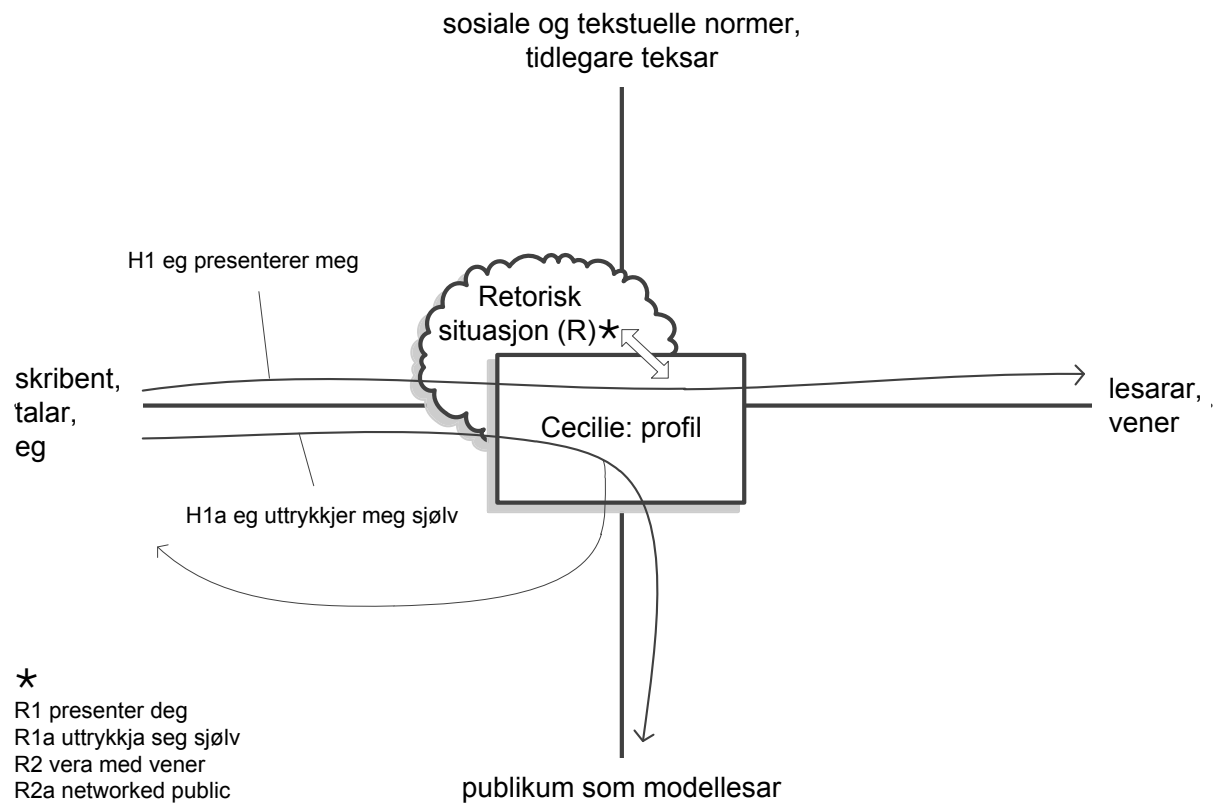 sosiale og tekstuelle normer,
tidlegare teksar
H1 eg presenterer meg
Retorisk
situasjon (R)*
skribent,
talar,
eg
lesarar,
vener
Cecilie: profil
H1a eg uttrykkjer meg sjølv
*
R1 presenter deg
R1a uttrykkja seg sjølv
R2 vera med vener
R2a networked public
publikum som modellesar